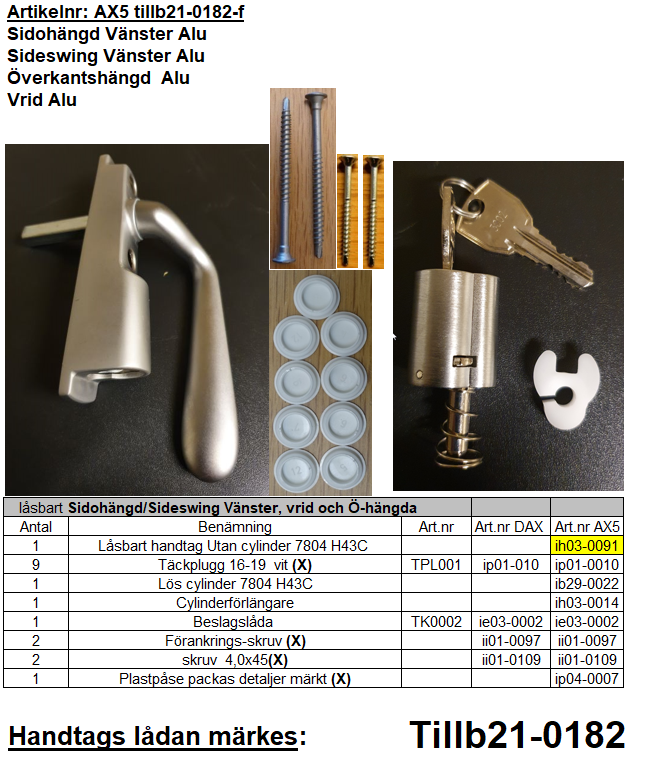 Artikelnr: AX5 tillb21-0182-f
Sidohängd Vänster Alu
Sideswing Vänster Alu
Överkantshängd Alu
Vrid Alu
låsbart Sidohängd/Sideswing Vänster, vrid och Ö-hängda
Antal Benämning Art.nr Art.nr DAX Art.nr AX5
1 Låsbart handtag Utan cylinder 7804 H43C ih03-0091
9 Täckplugg 16-19 vit (X) TPL001 ip01-010 ip01-0010
1 Lös cylinder 7804 H43C ib29-0022
1 Cylinderförlängare ih03-0014
1 Beslagslåda TK0002 ie03-0002 ie03-0002
2 Förankrings-skruv (X) ii01-0097 ii01-0097
2 skruv 4,0x45(X) ii01-0109 ii01-0109
1 Plastpåse packas detaljer märkt (X) ip04-0007
Handtags lådan märkes: Tillb21-0182